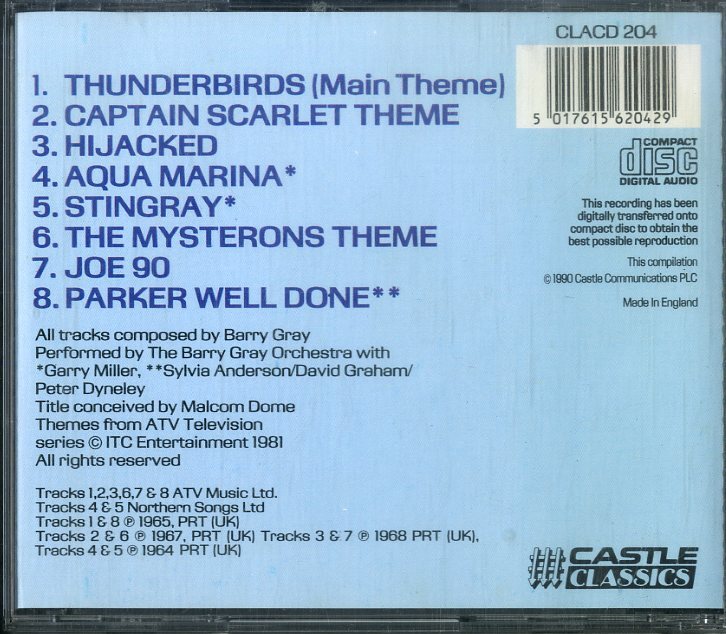 CLACD 204
5 017615 620429
1. THUNDERBIRDS (Main Theme)
2. CAPTAIN SCARLET THEME
3. HIJACKED
4. AQUA MARINA*
5. STINGRAY*
6. THE MYSTERONS THEME
7. JOE 90
8. PARKER WELL DONE**
COMPACT
disc
DIGITAL AUDIO
This recording has been
digitally transferred onto
compact disc to obtain the
best possible reproduction
This compilation
© 1990 Castle Communications PLC
Made In England
All tracks composed by Barry Gray
Performed by The Barry Gray Orchestra with
*Garry Miller, **Sylvia Anderson/David Graham/
Peter Dyneley
Title conceived by Malcom Dome
Themes from ATV Television
series © ITC Entertainment 1981
All rights reserved
Tracks 1,2,3,6,7 & 8 ATV Music Ltd.
Tracks 4 & 5 Northern Songs Ltd
Tracks 1 & 8 ℗ 1965, PRT (UK)
Tracks 2 & 6 ℗ 1967, PRT (UK) Tracks 3 & 7 ℗ 1968 PRT (UK),
Tracks 4 & 5 ℗ 1964 PRT (UK)
CASTLE
CLASSICS